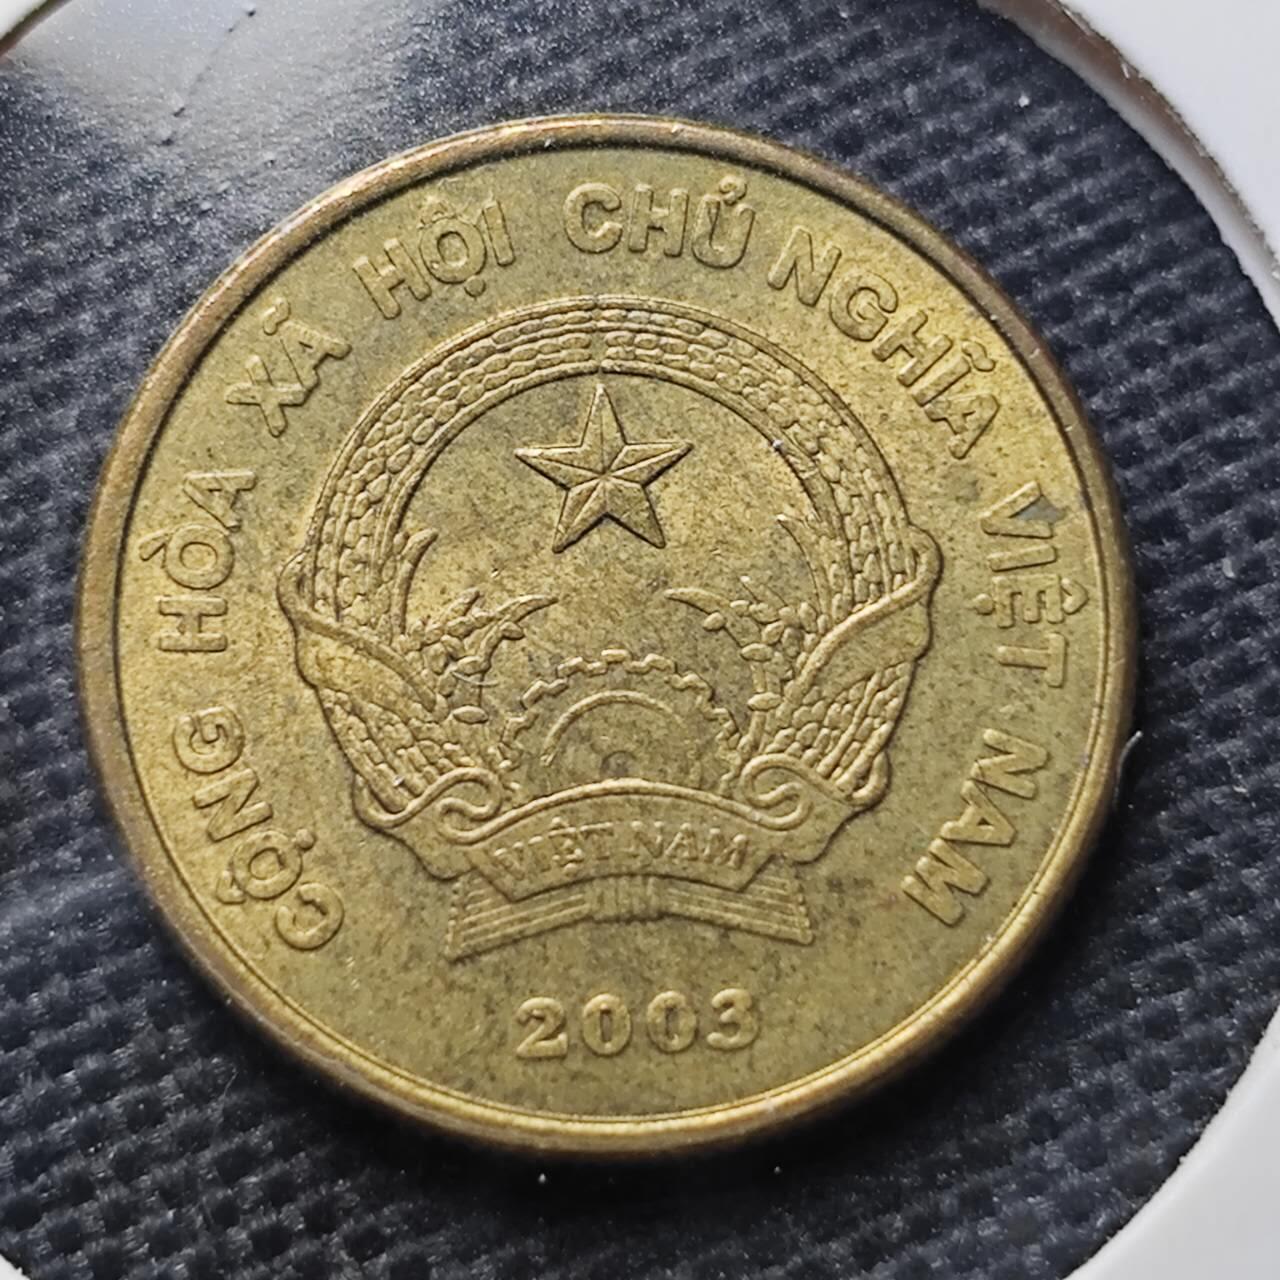 CỘNG HÒA XÃ HỘI CHỦ NGHĨA VIỆT NAM
VIỆT NAM
2003